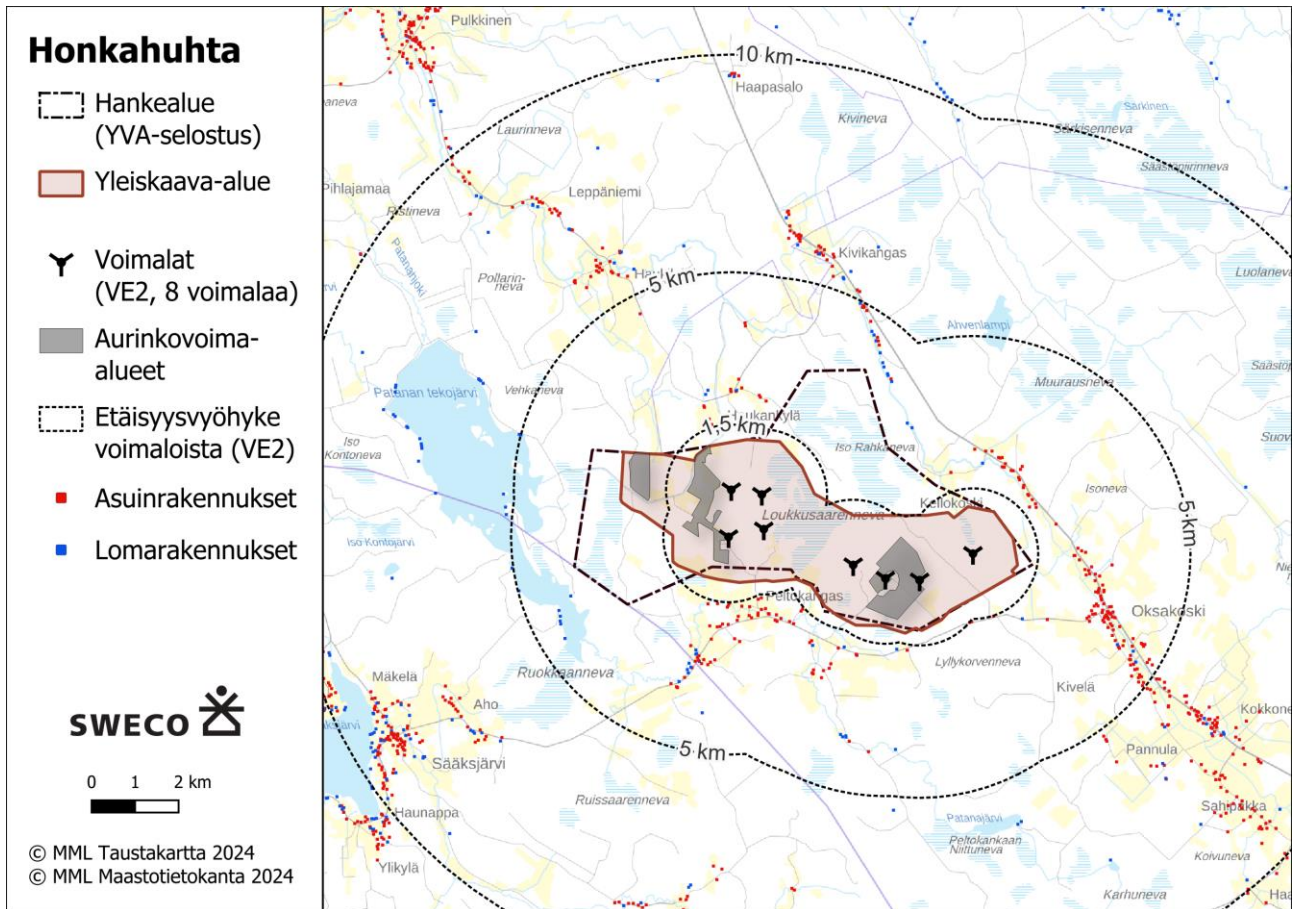 Honkahuhta
Hankealue
(YVA-selostus)
Yleiskaava-alue
Voimalat
(VE2, 8 voimalaa)
Aurinkovoima-
alueet
Etäisyysvyöhyke
voimaloista (VE2)
Asuinrakennukset
Lomarakennukset
SWECO
0 1 2 km
© MML Taustakartta 2024
© MML Maastotietokanta 2024
Pulkkinen
10 km
Haapasalo
Kivineva
Särkinen
Särkisenneva
Säästöpiirinneva
Laurinneva
Leppäniemi
Pihlajamaa
Ristineva
Patananjoki
Pollarin-
neva
Kivikangas
Luolaneva
5 km
Ahvenlampi
Muurausneva
Patanan tekojärvi
Vehkaneva
1,5 km
Iso
Kontoneva
Iso Rahkaneva
Kellokoski
Isoneva
Loukkusaarenneva
Iso Kontojärvi
5 km
Peltokangas
Oksakoski
Lyllykorvenneva
Kivelä
Ruokkaanneva
Mäkelä
Aho
Sääksjärvi
5 km
Pannula
Ruissaarenneva
Haunappa
Patanajärvi
Peltokankaan
Niittuneva
Sahipakka
Koivuneva
Ylikylä
Karhuneva